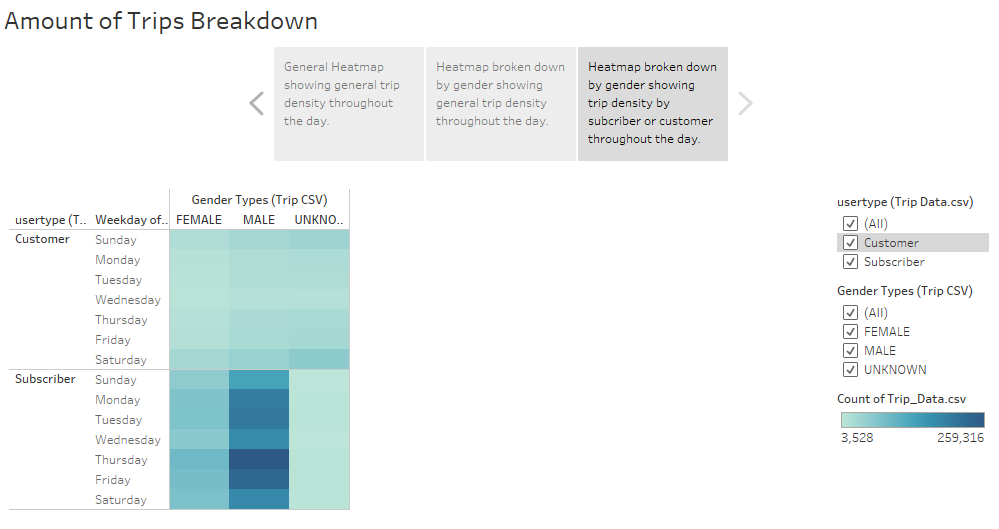 Amount of Trips Breakdown
General Heatmap
showing general trip
density throughout
the day.
Heatmap broken down
by gender showing
general trip density
throughout the day.
Heatmap broken down
by gender showing
trip density by
subcriber or customer
throughout the day.
Gender Types (Trip CSV)
usertype (T.. Weekday of.. FEMALE MALE UNKNO..
Customer Sunday
Monday
Tuesday
Wednesday
Thursday
Friday
Saturday
Subscriber Sunday
Monday
Tuesday
Wednesday
Thursday
Friday
Saturday
usertype (Trip Data.csv)
(All)
Customer
Subscriber
Gender Types (Trip CSV)
(All)
FEMALE
MALE
UNKNOWN
Count of Trip_Data.csv
3,528 259,316